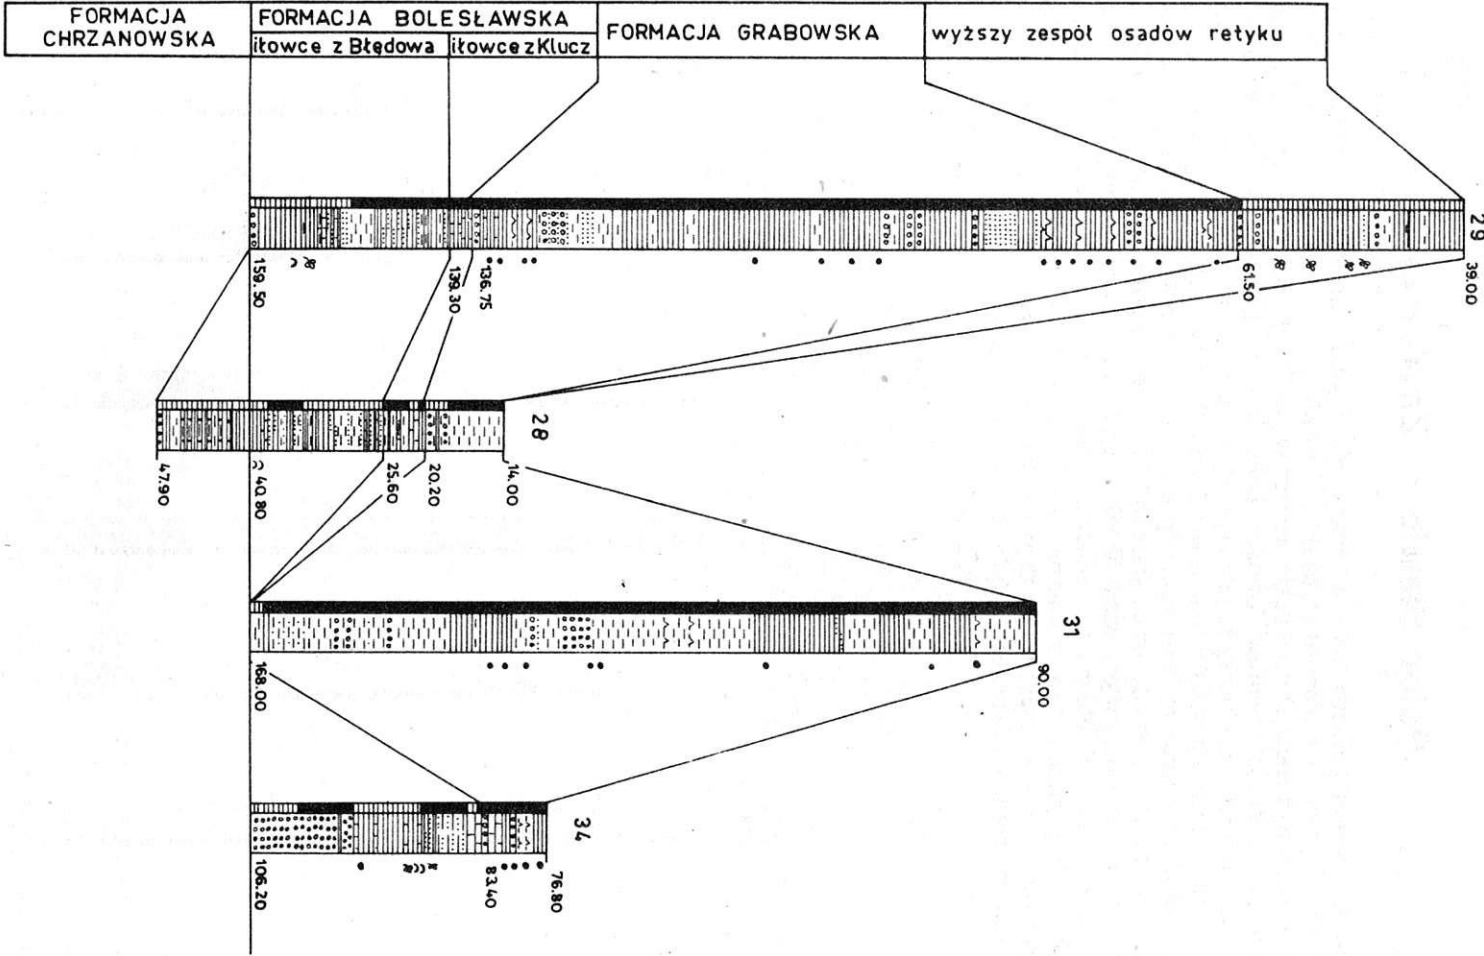 FORMACJA
CHRZANOWSKA
FORMACJA BOLESŁAWSKA
iłowce z Błędowa
iłowce z Klucz
FORMACJA GRABOWSKA
wyższy zespół osadów retyku
29
159.50
139.30
136.75
61.50
39.00
28
47.90
40.80
25.60
20.20
14.00
31
168.00
90.00
34
106.20
83.40
76.80